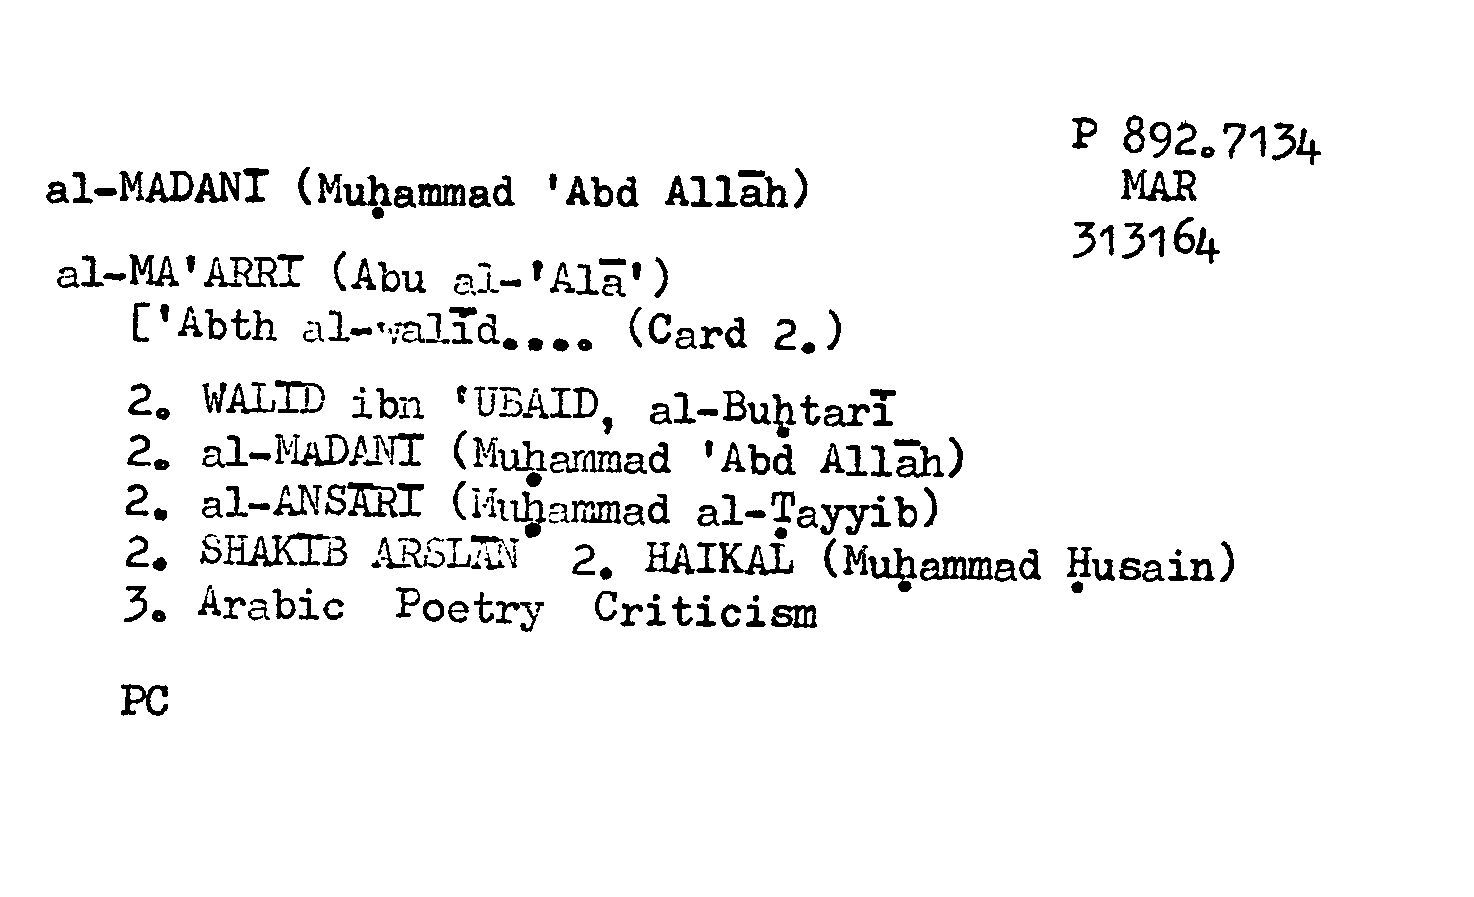 P 892.7134
al-MADANĪ (Muḥammad 'Abd Allāh)
MAR
313164
al-MA'ARRĪ (Abu al-'Alā')
['Abth al-walīd.... (Card 2.)
2. WALĪD ibn 'UBAID, al-Buḥtarī
2. al-MADANĪ (Muḥammad 'Abd Allāh)
2. al-ANSĀRĪ (Muḥammad al-Ṭayyib)
2. SHAKĪB ARSLĀN 2. HAIKAL (Muḥammad Ḥusain)
3. Arabic Poetry Criticism
PC